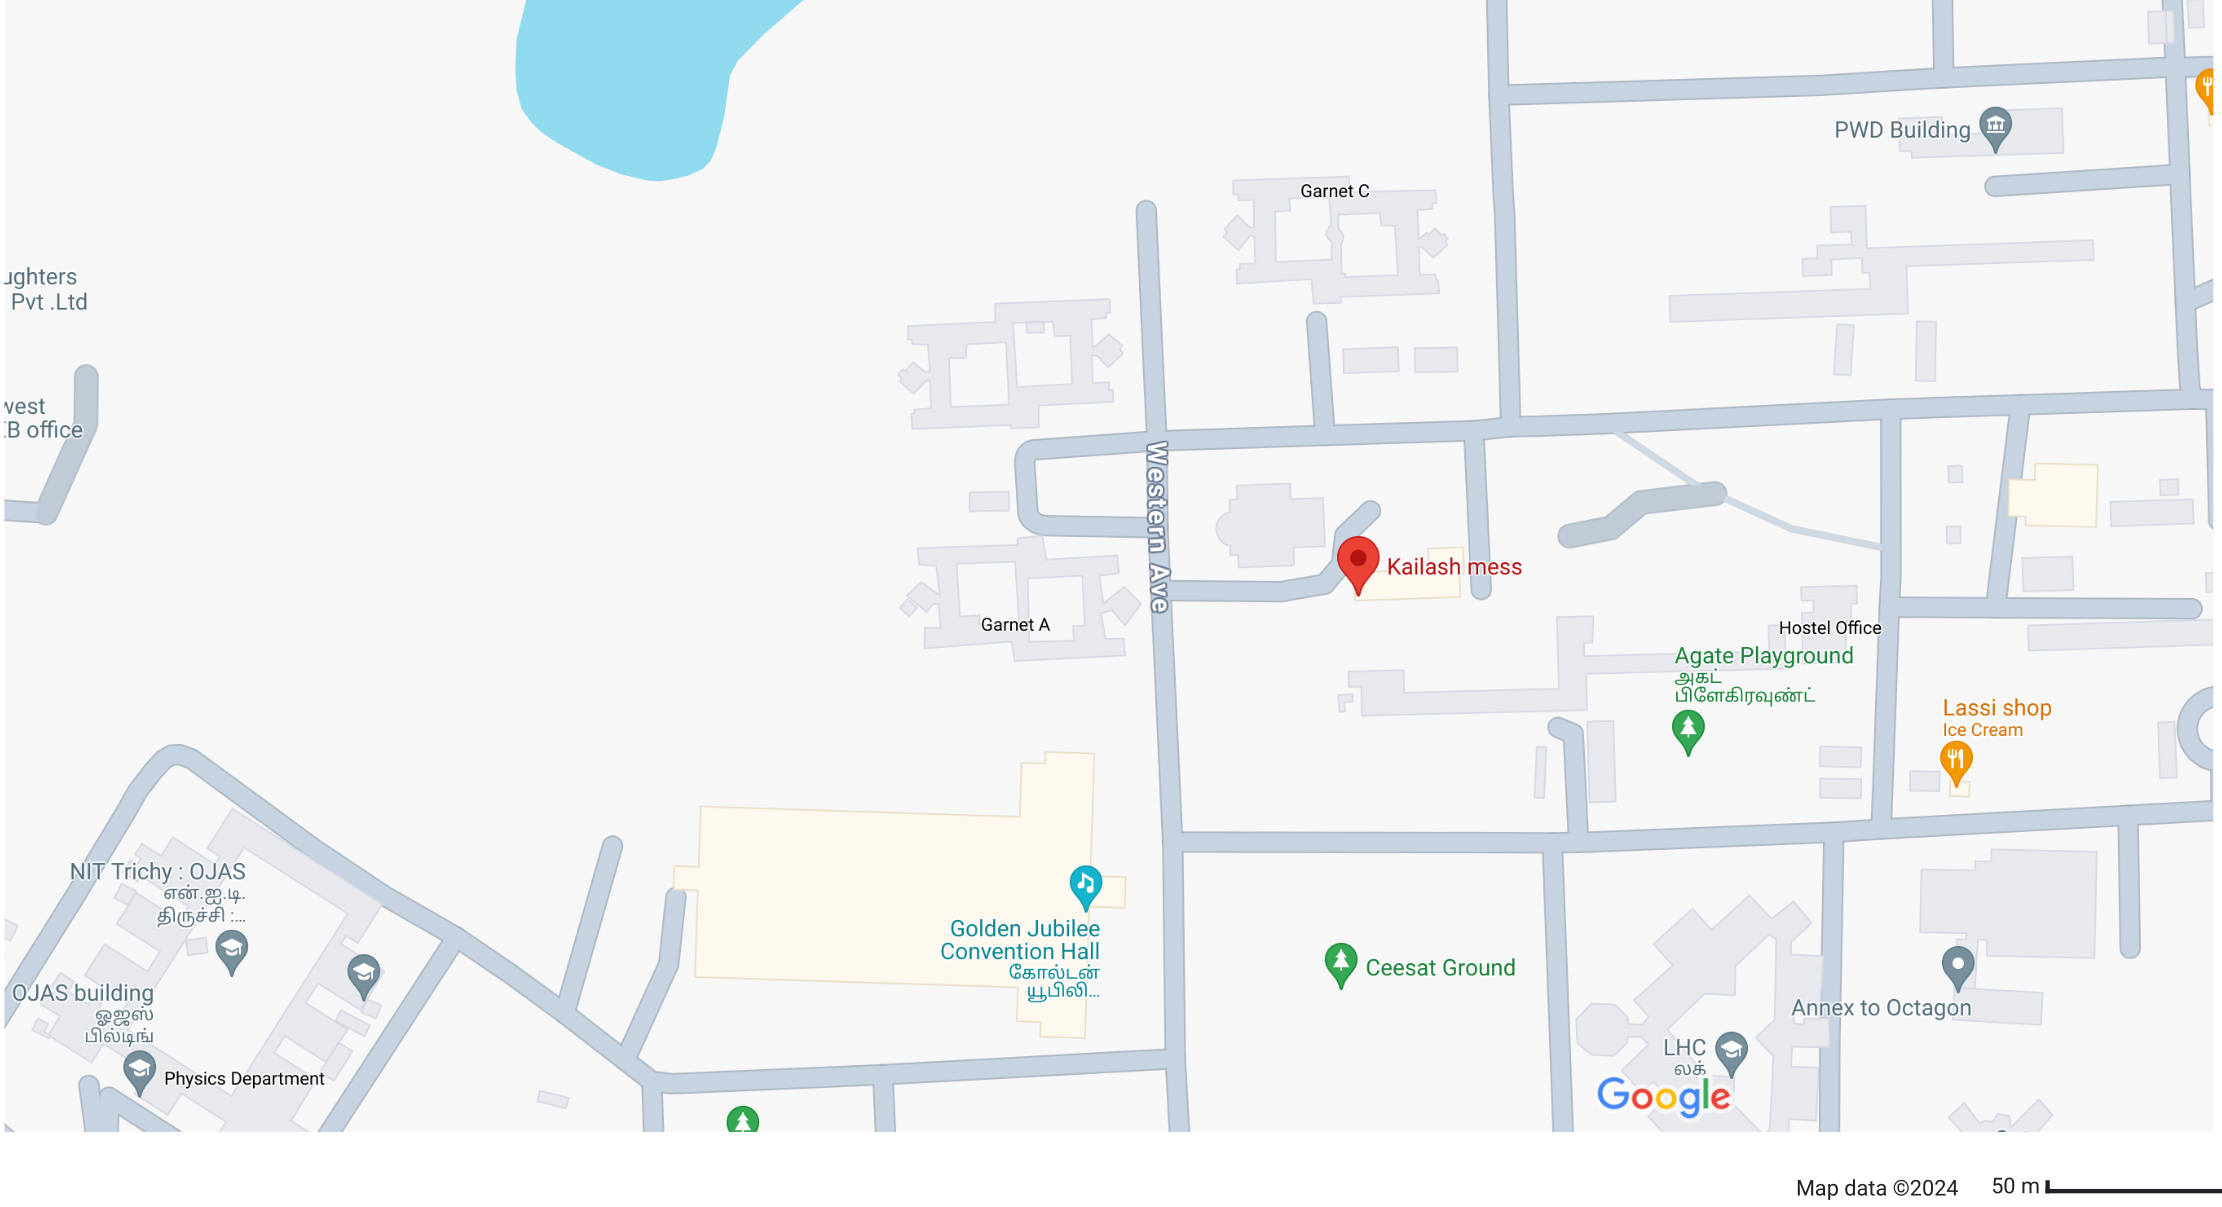 PWD Building
Garnet C
ughters
Pvt .Ltd
west
EB office
Western Ave
Kailash mess
Garnet A
Hostel Office
Agate Playground
அகட்
பிளேகிரவுண்ட்
Lassi shop
Ice Cream
NIT Trichy : OJAS
என்.ஐ.டி.
திருச்சி :...
Golden Jubilee
Convention Hall
கோல்டன்
யூபிலி...
Ceesat Ground
OJAS building
ஓஜஸ்
பில்டிங்
Annex to Octagon
LHC
லக்
Physics Department
Google
Map data ©2024 50 m